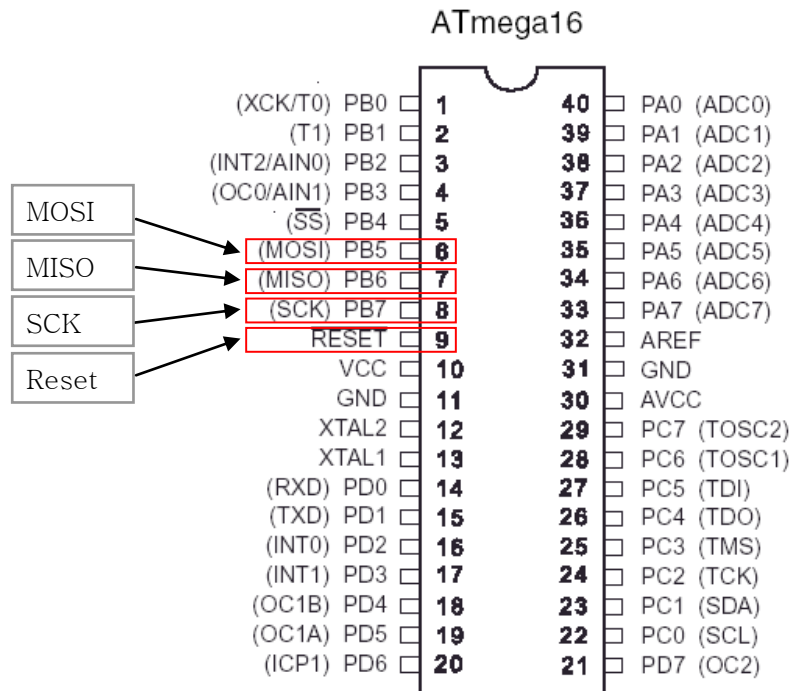 ATmega16
(XCK/T0) PB0 1 40 PA0 (ADC0)
(T1) PB1 2 39 PA1 (ADC1)
(INT2/AIN0) PB2 3 38 PA2 (ADC2)
(OC0/AIN1) PB3 4 37 PA3 (ADC3)
(SS) PB4 5 36 PA4 (ADC4)
MOSI
(MOSI) PB5 6 35 PA5 (ADC5)
MISO
(MISO) PB6 7 34 PA6 (ADC6)
SCK
(SCK) PB7 8 33 PA7 (ADC7)
Reset
RESET 9 32 AREF
VCC 10 31 GND
GND 11 30 AVCC
XTAL2 12 29 PC7 (TOSC2)
XTAL1 13 28 PC6 (TOSC1)
(RXD) PD0 14 27 PC5 (TDI)
(TXD) PD1 15 26 PC4 (TDO)
(INT0) PD2 16 25 PC3 (TMS)
(INT1) PD3 17 24 PC2 (TCK)
(OC1B) PD4 18 23 PC1 (SDA)
(OC1A) PD5 19 22 PC0 (SCL)
(ICP1) PD6 20 21 PD7 (OC2)